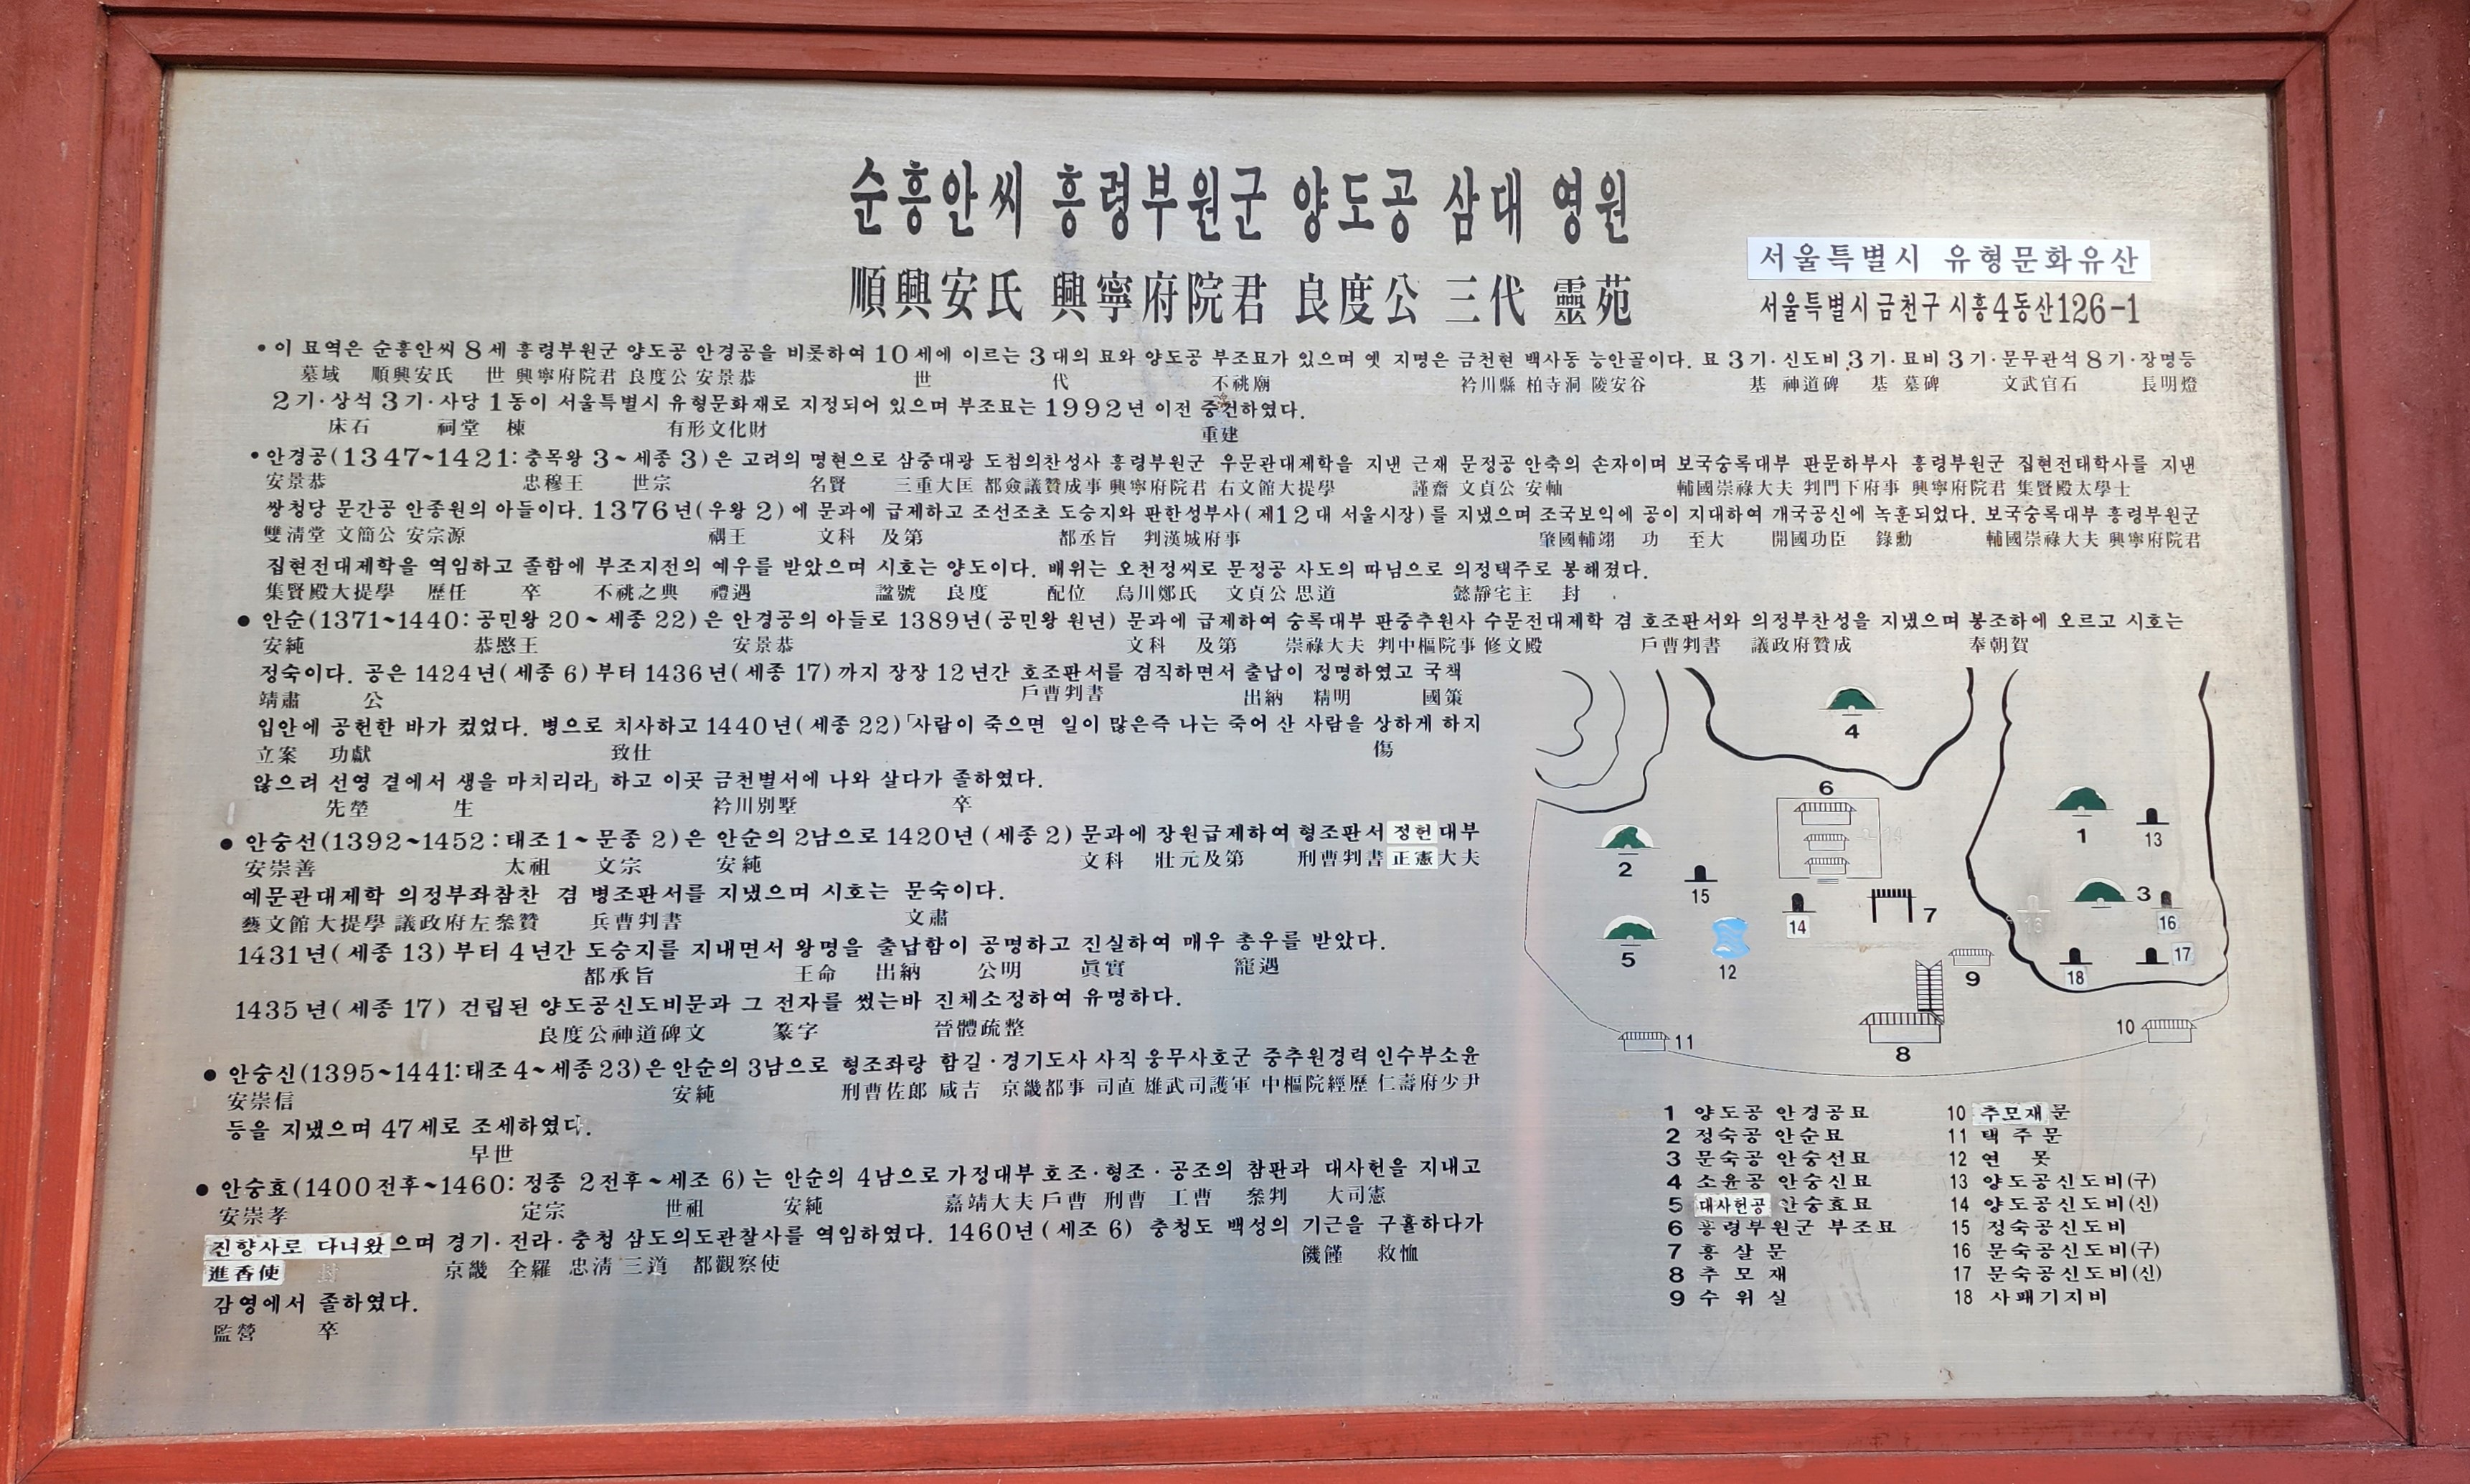 순흥안씨 흥령부원군 양도공 삼대 영원
順興安氏 興寧府院君 良度公 三代 靈苑
서울특별시 유형문화유산
서울특별시 금천구 시흥4동산126-1
• 이 묘역은 순흥안씨 8세 흥령부원군 양도공 안경공을 비롯하여 10세에 이르는 3대의 묘와 양도공 부조묘가 있으며 옛 지명은 금천현 백사동 능안골이다. 묘 3기·신도비 3기·묘비 3기·문무관석 8기·장명등
墓域 順興安氏 世 興寧府院君 良度公 安景恭 世 代 不祧廟 衿川縣 柏寺洞 陵安谷 基 神道碑 基 墓碑 文武官石 長明燈
2기·상석 3기·사당 1동이 서울특별시 유형문화재로 지정되어 있으며 부조묘는 1992년 이전 중건하였다.
床石 祠堂 棟 有形文化財 重建
• 안경공(1347~1421: 충목왕 3~세종 3)은 고려의 명현으로 삼중대광 도첨의찬성사 흥령부원군 우문관대제학을 지낸 근재 문정공 안축의 손자이며 보국숭록대부 판문하부사 흥령부원군 집현전태학사를 지낸
安景恭 忠穆王 世宗 名賢 三重大匡 都僉議贊成事 興寧府院君 右文館大提學 謹齋 文貞公 安軸 輔國崇祿大夫 判門下府事 興寧府院君 集賢殿太學士
쌍청당 문간공 안종원의 아들이다. 1376년(우왕 2)에 문과에 급제하고 조선조초 도승지와 판한성부사(제12대 서울시장)를 지냈으며 조국보익에 공이 지대하여 개국공신에 녹훈되었다. 보국숭록대부 흥령부원군
雙淸堂 文簡公 安宗源 禑王 文科 及第 都丞旨 判漢城府事 肇國輔翊 功 至大 開國功臣 錄勳 輔國崇祿大夫 興寧府院君
집현전대제학을 역임하고 졸함에 부조지전의 예우를 받았으며 시호는 양도이다. 배위는 오천정씨로 문정공 사도의 따님으로 의정택주로 봉해졌다.
集賢殿大提學 歷任 卒 不祧之典 禮遇 諡號 良度 配位 烏川鄭氏 文貞公 思道 懿靜宅主 封
● 안순(1371~1440: 공민왕 20~세종 22)은 안경공의 아들로 1389년(공민왕 원년) 문과에 급제하여 숭록대부 판중추원사 수문전대제학 겸 호조판서와 의정부찬성을 지냈으며 봉조하에 오르고 시호는
安純 恭愍王 安景恭 文科 及第 崇祿大夫 判中樞院事 修文殿 戶曹判書 議政府贊成 奉朝賀
정숙이다. 공은 1424년(세종 6)부터 1436년(세종 17)까지 장장 12년간 호조판서를 겸직하면서 출납이 정명하였고 국책
靖肅 公 戶曹判書 出納 精明 國策
입안에 공헌한 바가 컸었다. 병으로 치사하고 1440년(세종 22)「사람이 죽으면 일이 많은즉 나는 죽어 산 사람을 상하게 하지
立案 功獻 致仕 傷
않으려 선영 곁에서 생을 마치리라」하고 이곳 금천별서에 나와 살다가 졸하였다.
先塋 生 衿川別墅 卒
● 안숭선(1392~1452: 태조1~문종 2)은 안순의 2남으로 1420년 (세종 2) 문과에 장원급제하여 형조판서 정헌대부
安崇善 太祖 文宗 安純 文科 壯元及第 刑曹判書 正憲大夫
예문관대제학 의정부좌참찬 겸 병조판서를 지냈으며 시호는 문숙이다.
藝文館 大提學 議政府左參贊 兵曹判書 文肅
1431년(세종 13)부터 4년간 도승지를 지내면서 왕명을 출납함이 공명하고 진실하여 매우 총우를 받았다.
都承旨 王命 出納 公明 眞實 寵遇
1435년(세종 17) 건립된 양도공신도비문과 그 전자를 썼는바 진체소정하여 유명하다.
良度公神道碑文 篆字 晉體疏整
● 안숭신(1395~1441:태조4~세종23)은 안순의 3남으로 형조좌랑 함길·경기도사 사직 웅무사호군 중추원경력 인수부소윤
安崇信 安純 刑曹佐郞 咸吉 京畿都事 司直 雄武司護軍 中樞院經歷 仁壽府少尹
등을 지냈으며 47세로 조세하였다.
早世
● 안숭효(1400전후~1460: 정종 2전후~세조 6)는 안순의 4남으로 가정대부 호조·형조·공조의 참판과 대사헌을 지내고
安崇孝 定宗 世祖 安純 嘉靖大夫 戶曹 刑曹 工曹 參判 大司憲
진향사로 다녀왔으며 경기·전라·충청 삼도의도관찰사를 역임하였다. 1460년(세조 6) 충청도 백성의 기근을 구휼하다가
進香使 封 京畿 全羅 忠淸 三道 都觀察使 饑饉 救恤
감영에서 졸하였다.
監營 卒
4
6
1
13
2
15
14
7
3
16
5
12
9
18
17
8
11
10
1 양도공 안경공묘
2 정숙공 안순묘
3 문숙공 안숭선묘
4 소윤공 안숭신묘
5 대사헌공 안숭효묘
6 흥령부원군 부조묘
7 홍살문
8 추모재
9 수위실
10 추모재문
11 택주문
12 연못
13 양도공신도비(구)
14 양도공신도비(신)
15 정숙공신도비
16 문숙공신도비(구)
17 문숙공신도비(신)
18 사패기지비